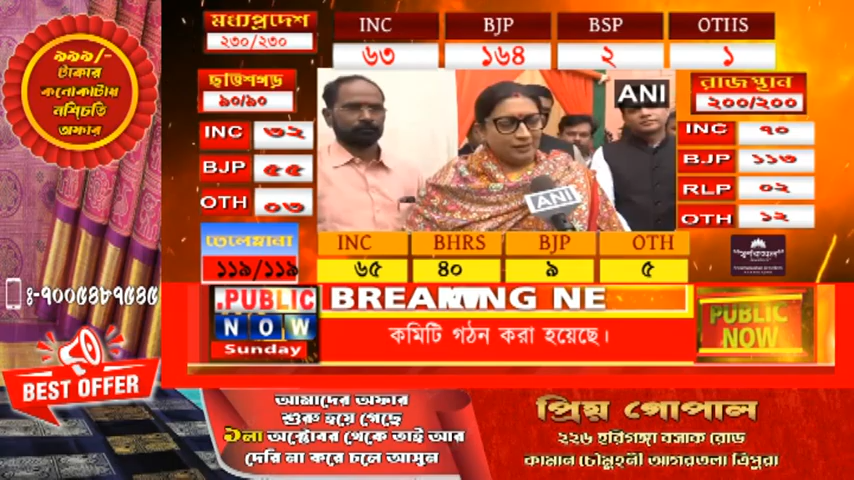 ৯৯৯/-
টাকার
কেনাকাটায়
নিশ্চিত
অফার
মধ্যপ্রদেশ
২৩০/২৩০
INC BJP BSP OTIIS
৬৩ ১৬৪ ২ ১
ছত্তিশগড়
৯০/৯০
INC ৩২
BJP ৫৫
OTH ০৩
ANI
ANI
রাজস্থান
২০০/২০০
INC ৭০
BJP ১১৩
RLP ০২
OTH ১২
তেলেঙ্গানা
১১৯/১১৯
INC BHRS BJP OTH
৬৫ ৪০ ৯ ৫
:-৭০০৫৪৮৭৫৪৫
PUBLIC
NOW
Sunday
BREAKING NE
কমিটি গঠন করা হয়েছে।
PUBLIC
NOW
BEST OFFER
আমাদের অফার
শুরু হয়ে গেছে
১লা অক্টোবর থেকে তাই আর
দেরি না করে চলে আসুন
প্রিয় গোপাল
২২৬ হরিগঙ্গা বসাক রোড
কামান চৌমুহনী আগরতলা ত্রিপুরা